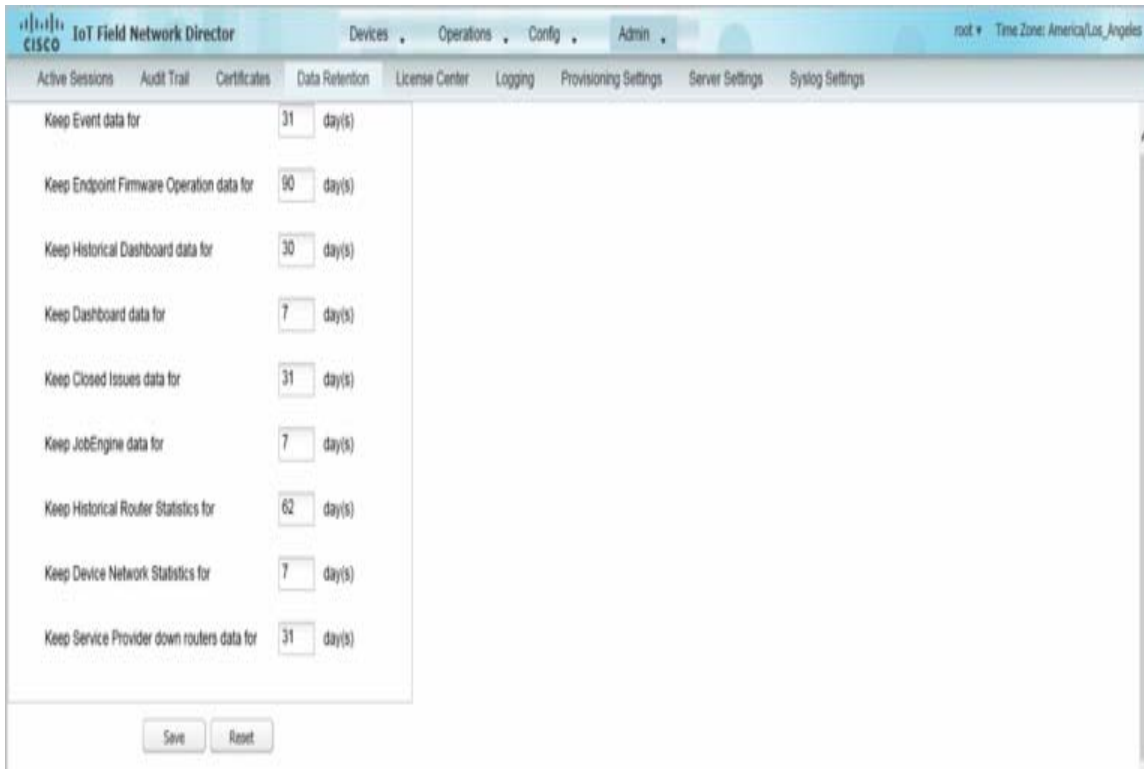 CISCO IoT Field Network Director Devices Operations Config Admin root Time Zone: America/Los_Angeles
Active Sessions Audit Trail Certificates Data Retention License Center Logging Provisioning Settings Server Settings Syslog Settings
Keep Event data for 31 day(s)
Keep Endpoint Firmware Operation data for 90 day(s)
Keep Historical Dashboard data for 30 day(s)
Keep Dashboard data for 7 day(s)
Keep Closed Issues data for 31 day(s)
Keep JobEngine data for 7 day(s)
Keep Historical Router Statistics for 62 day(s)
Keep Device Network Statistics for 7 day(s)
Keep Service Provider down routers data for 31 day(s)
Save Reset